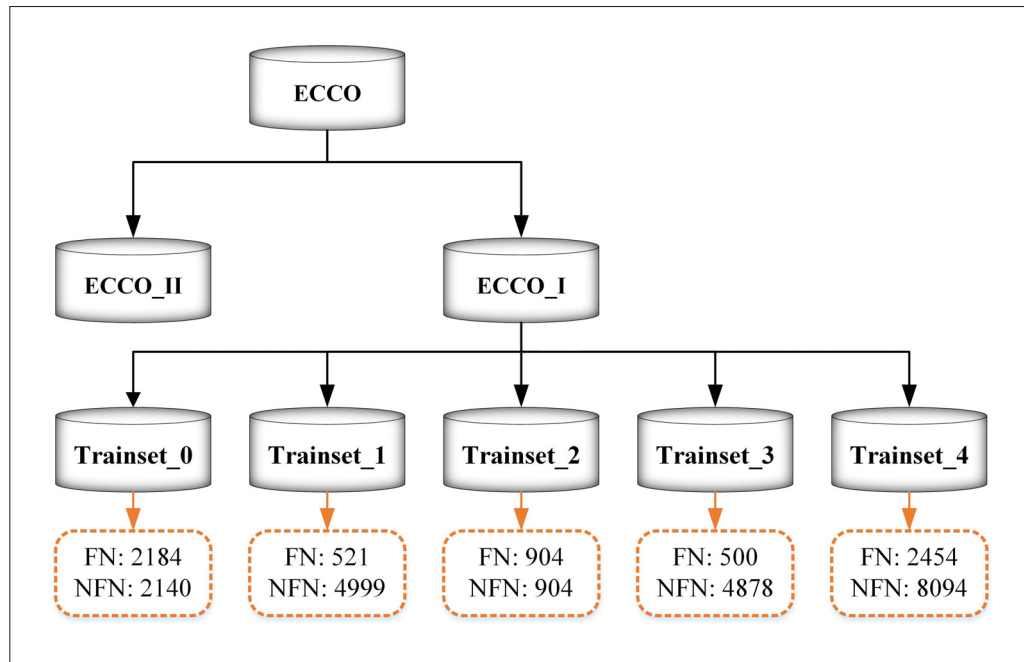 ECCO
ECCO_II
ECCO_I
Trainset_0
Trainset_1
Trainset_2
Trainset_3
Trainset_4
FN: 2184
NFN: 2140
FN: 521
NFN: 4999
FN: 904
NFN: 904
FN: 500
NFN: 4878
FN: 2454
NFN: 8094